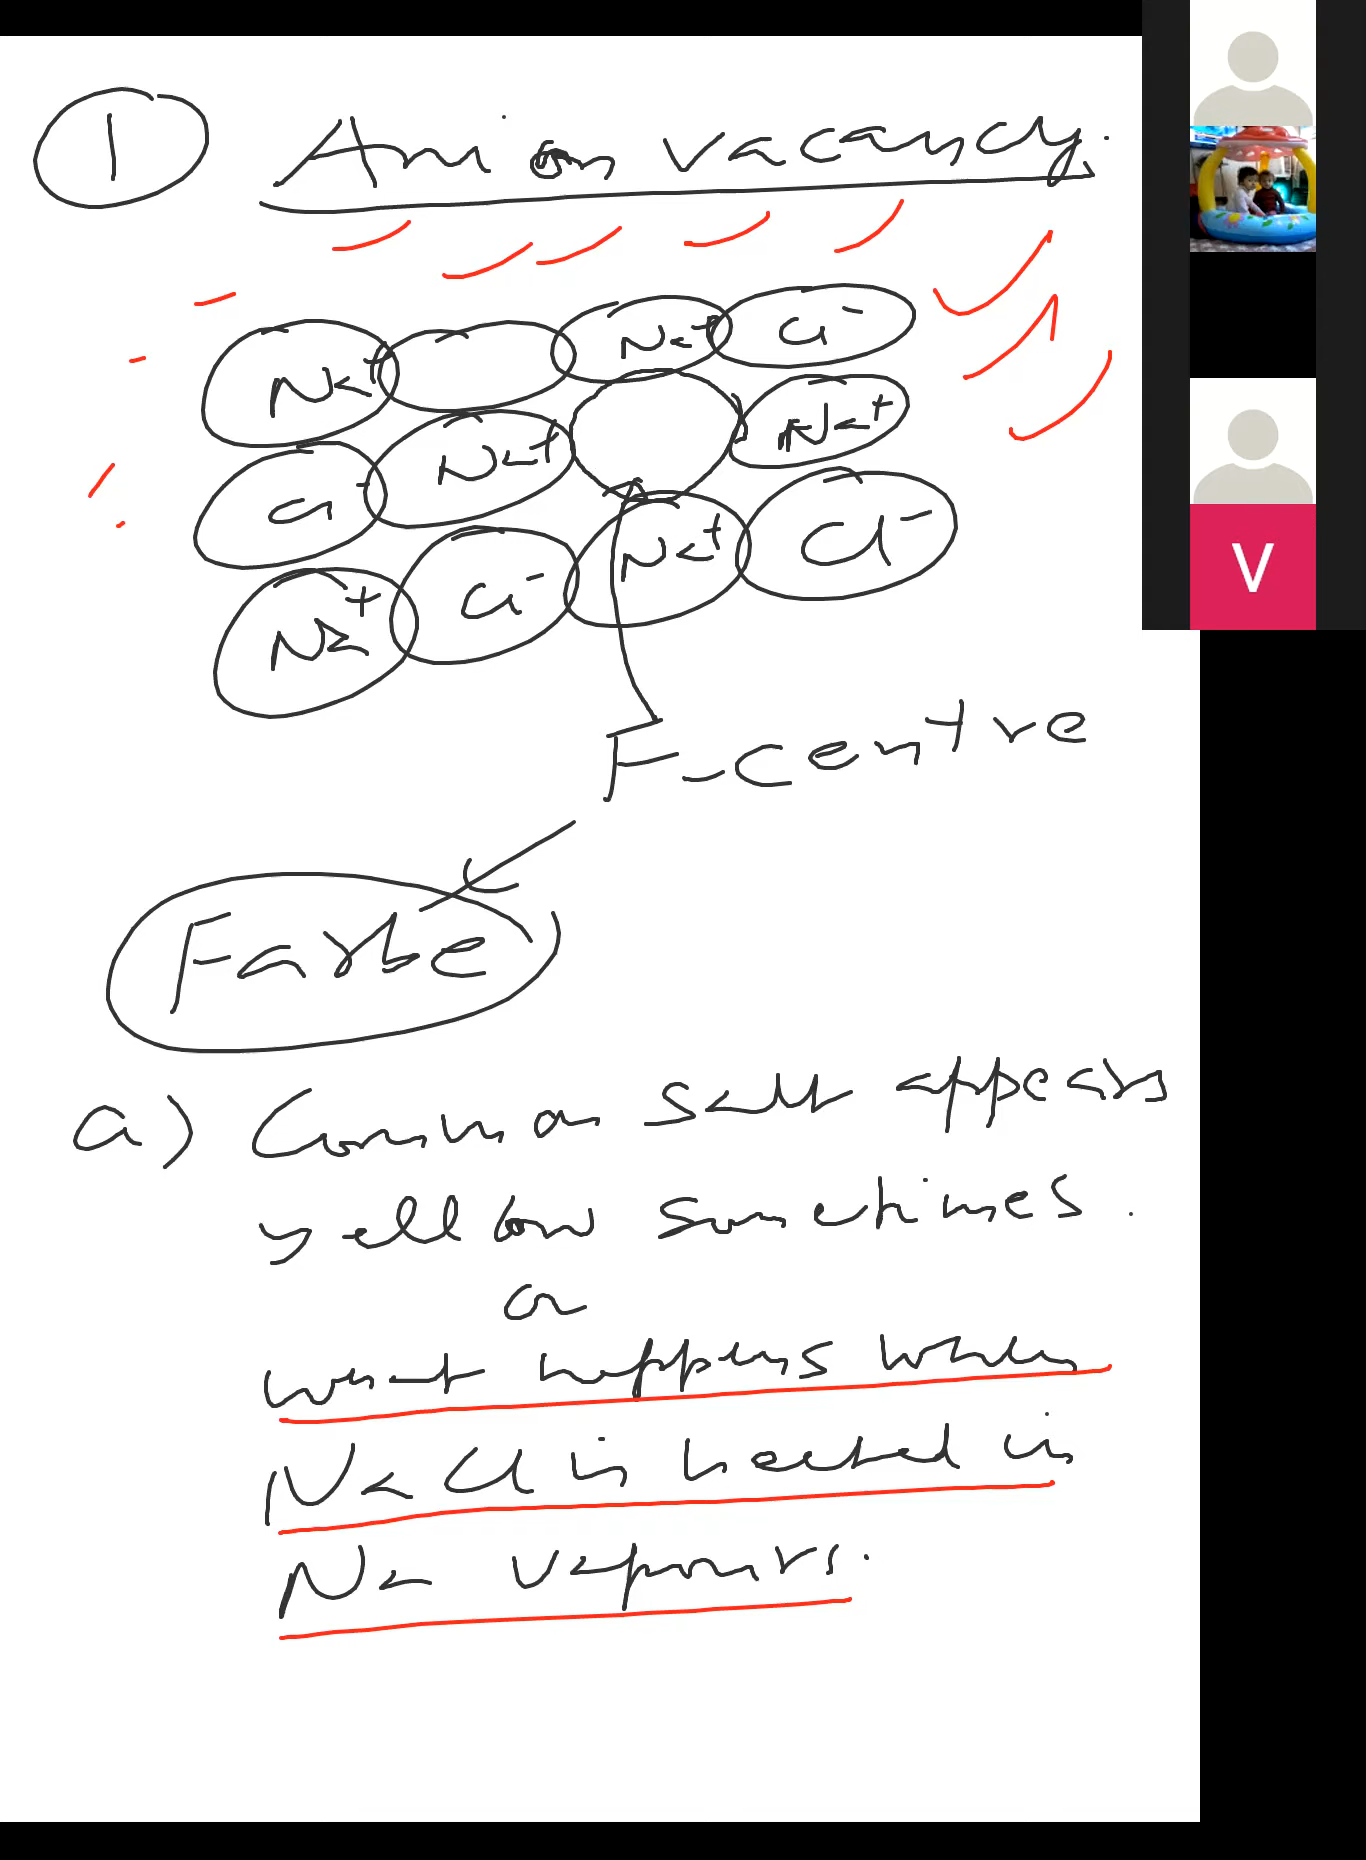 1 Anion vacancy.
Na+ Na+ Cl-
Cl- Na+ Na+
Na+ Cl- Na+ Cl-
F-centre
Farbe
a) Common salt appears
yellow sometimes.
or
What happens when
NaCl is heated in
Na vapours.
V